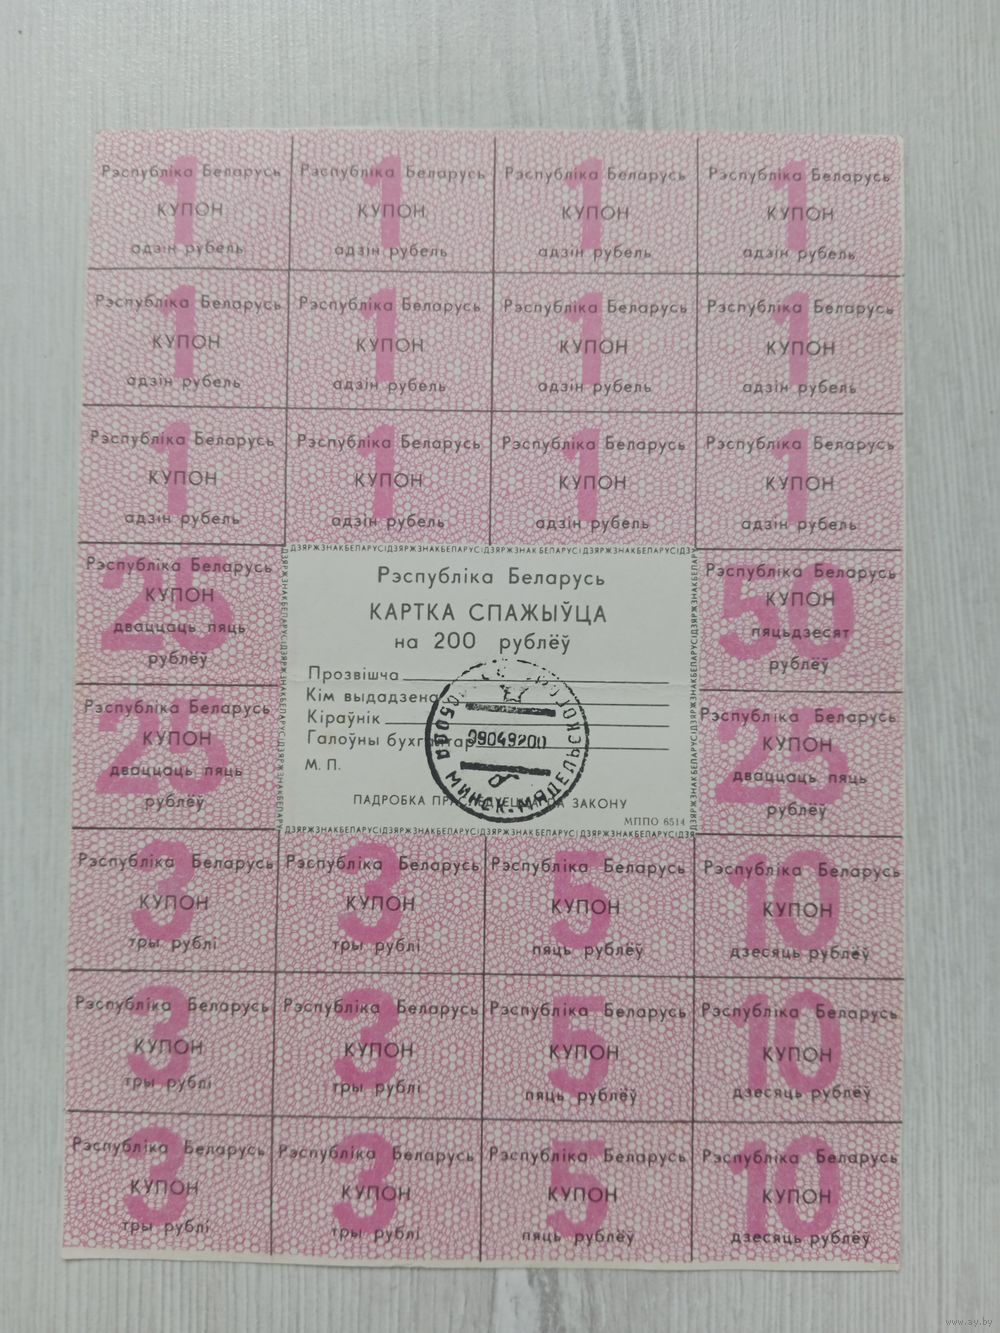 Рэспубліка Беларусь Рэспубліка Беларусь Рэспубліка Беларусь Рэспубліка Беларусь
1 1 1 1
КУПОН КУПОН КУПОН КУПОН
адзін рубель адзін рубель адзін рубель адзін рубель
Рэспубліка Беларусь Рэспубліка Беларусь Рэспубліка Беларусь Рэспубліка Беларусь
1 1 1 1
КУПОН КУПОН КУПОН КУПОН
адзін рубель адзін рубель адзін рубель адзін рубель
Рэспубліка Беларусь Рэспубліка Беларусь Рэспубліка Беларусь Рэспубліка Беларусь
1 1 1 1
КУПОН КУПОН КУПОН КУПОН
адзін рубель адзін рубель адзін рубель адзін рубель
Рэспубліка Беларусь
25
КУПОН
дваццаць пяць
рублёў
Рэспубліка Беларусь
25
КУПОН
дваццаць пяць
рублёў
ДЗЯРЖЗНАКБЕЛАРУСІДЗЯРЖЗНАКБЕЛАРУСІДЗЯРЖЗНАКБЕЛАРУСІДЗЯРЖЗНАКБЕЛАРУСІДЗЯ
Рэспубліка Беларусь
КАРТКА СПАЖЫЎЦА
на 200 рублёў
Прозвішча
Кім выдадзена
Кіраўнік
Галоўны
М. П.
ПАДРОБКА ЗАКОНУ
МППО 6514
ДЗЯРЖЗНАКБЕЛАРУСІДЗЯРЖЗНАКБЕЛАРУСІДЗЯРЖЗНАКБЕЛАРУСІДЗЯРЖЗНАКБЕЛАРУСІДЗЯ
МИНСК
Рэспубліка Беларусь
50
КУПОН
пяцьдзесят
рублёў
Рэспубліка Беларусь
25
КУПОН
дваццаць пяць
рублёў
Рэспубліка Беларусь Рэспубліка Беларусь Рэспубліка Беларусь Рэспубліка Беларусь
3 3 5 10
КУПОН КУПОН КУПОН КУПОН
тры рублі тры рублі пяць рублёў дзесяць рублёў
Рэспубліка Беларусь Рэспубліка Беларусь Рэспубліка Беларусь Рэспубліка Беларусь
3 3 5 10
КУПОН КУПОН КУПОН КУПОН
тры рублі тры рублі пяць рублёў дзесяць рублёў
Рэспубліка Беларусь Рэспубліка Беларусь Рэспубліка Беларусь Рэспубліка Беларусь
3 3 5 10
КУПОН КУПОН КУПОН КУПОН
тры рублі тры рублі пяць рублёў дзесяць рублёў
www.ay.by